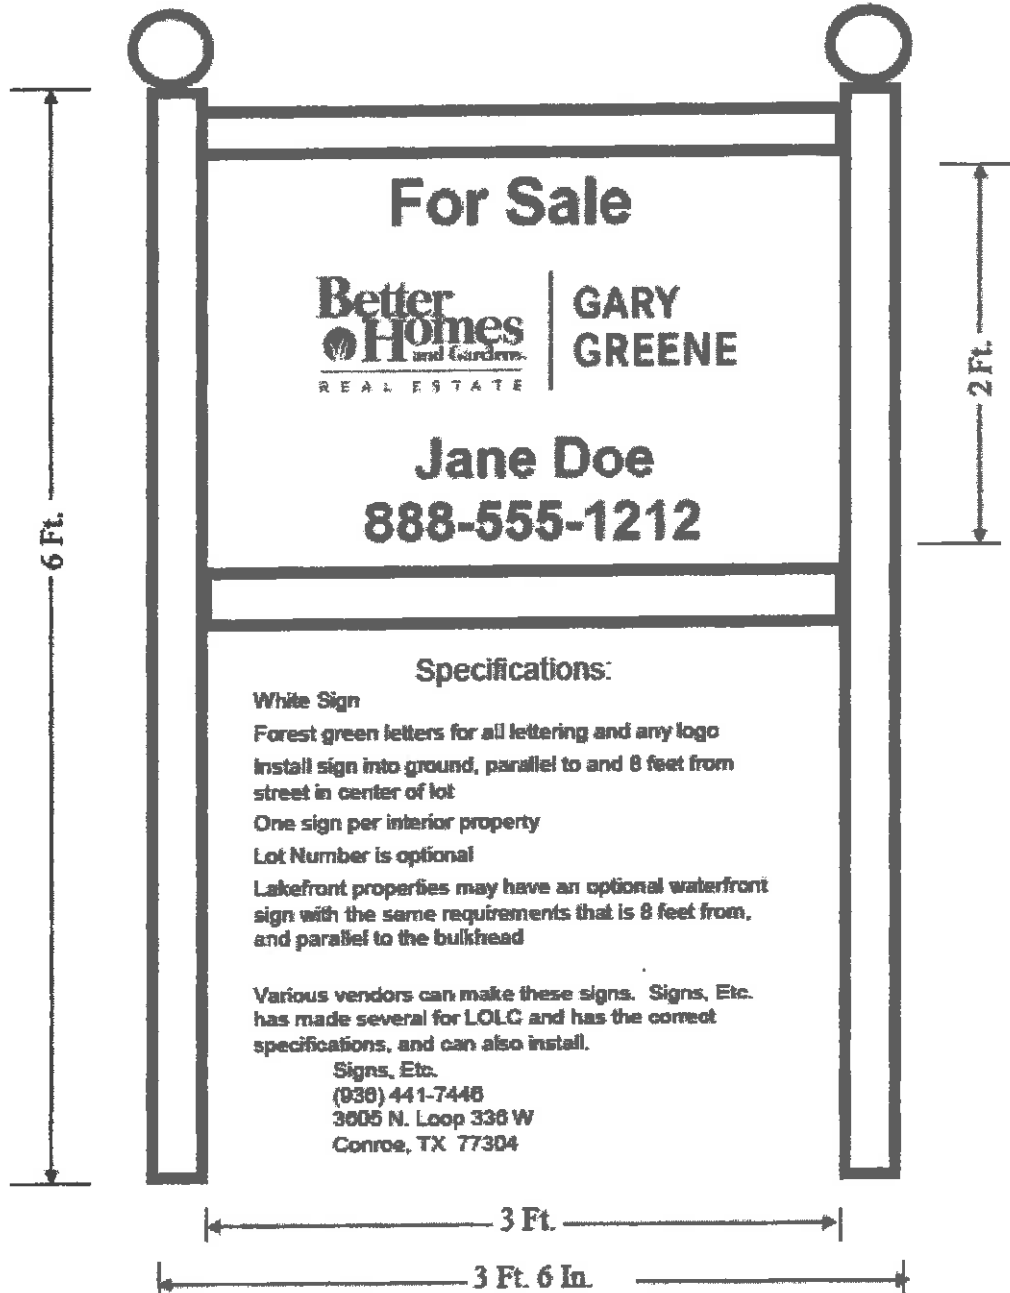 For Sale
Better
Homes
and Gardens
REAL ESTATE
GARY
GREENE
Jane Doe
888-555-1212
6 Ft.
2 Ft.
Specifications:
White Sign
Forest green letters for all lettering and any logo
Install sign into ground, parallel to and 8 feet from
street in center of lot
One sign per interior property
Lot Number is optional
Lakefront properties may have an optional waterfront
sign with the same requirements that is 8 feet from,
and parallel to the bulkhead
Various vendors can make these signs. Signs, Etc.
has made several for LOLC and has the correct
specifications, and can also install.
Signs, Etc.
(936) 441-7446
3605 N. Loop 336 W
Conroe, TX 77304
3 Ft.
3 Ft. 6 In.